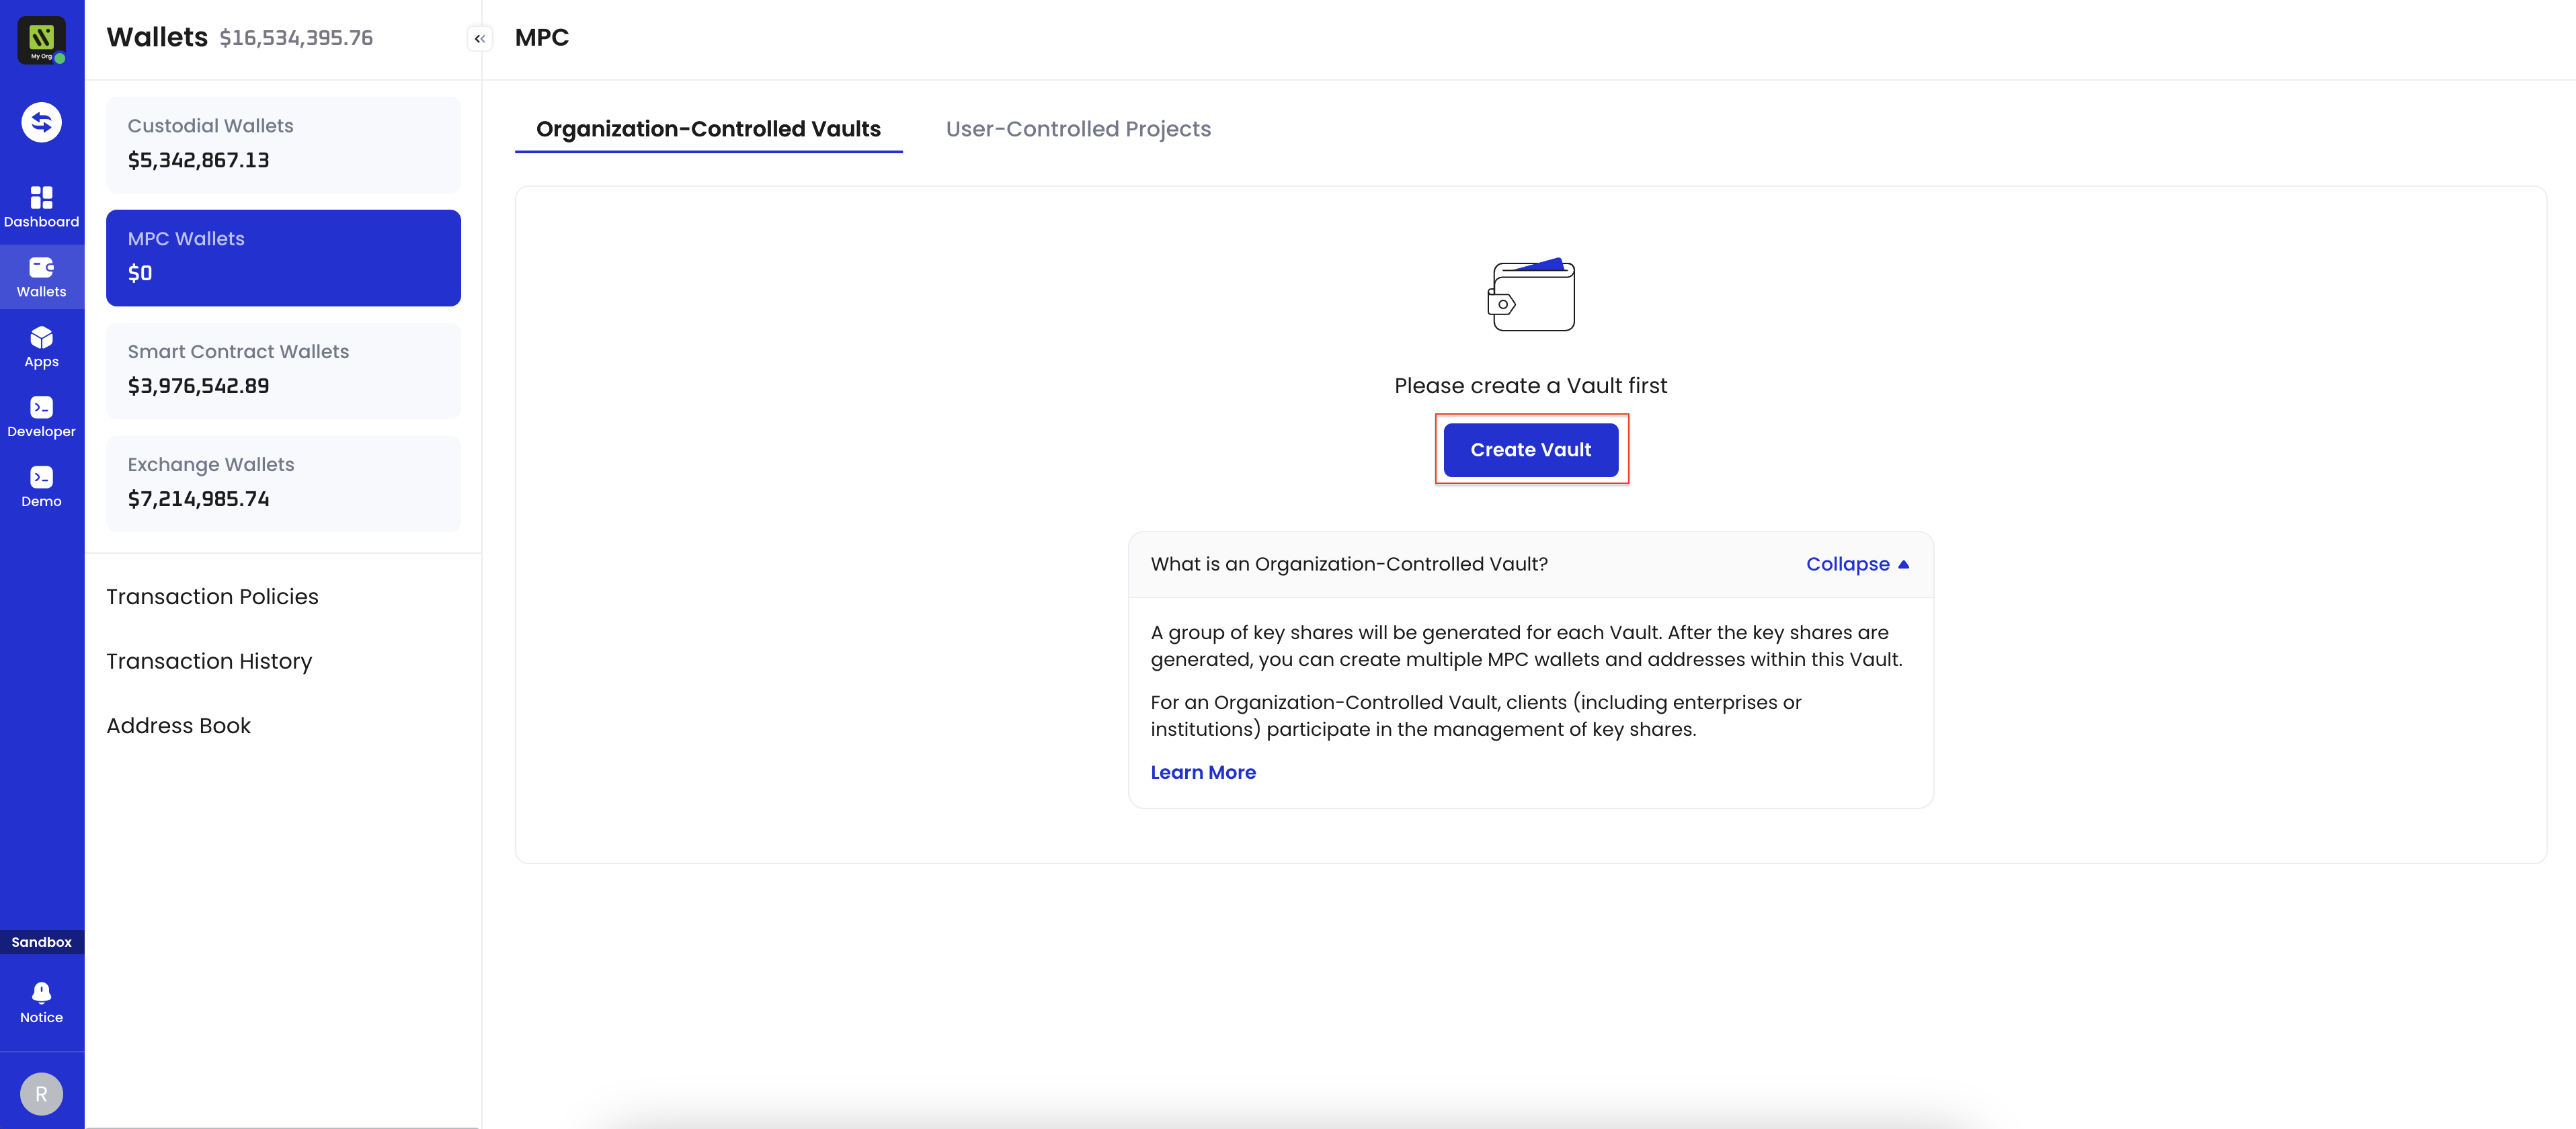 My Org
Dashboard
Wallets
Apps
Developer
Demo
Sandbox
Notice
R
Wallets $16,534,395.76
Custodial Wallets
$5,342,867.13
MPC Wallets
$0
Smart Contract Wallets
$3,976,542.89
Exchange Wallets
$7,214,985.74
Transaction Policies
Transaction History
Address Book
MPC
Organization-Controlled Vaults User-Controlled Projects
Please create a Vault first
Create Vault
What is an Organization-Controlled Vault? Collapse
A group of key shares will be generated for each Vault. After the key shares are
generated, you can create multiple MPC wallets and addresses within this Vault.
For an Organization-Controlled Vault, clients (including enterprises or
institutions) participate in the management of key shares.
Learn More